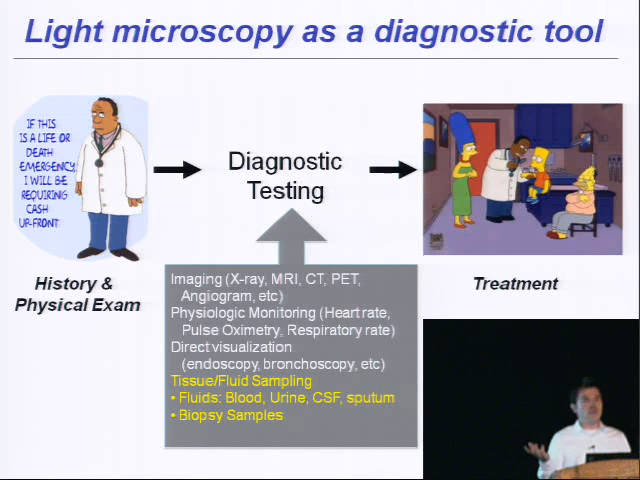 Light microscopy as a diagnostic tool
IF THIS
IS A LIFE OR
DEATH
EMERGENCY,
I WILL BE
REQUIRING
CASH
UP-FRONT
Diagnostic
Testing
History &
Physical Exam
Treatment
Imaging (X-ray, MRI, CT, PET,
Angiogram, etc)
Physiologic Monitoring (Heart rate,
Pulse Oximetry, Respiratory rate)
Direct visualization
(endoscopy, bronchoscopy, etc)
Tissue/Fluid Sampling
• Fluids: Blood, Urine, CSF, sputum
• Biopsy Samples